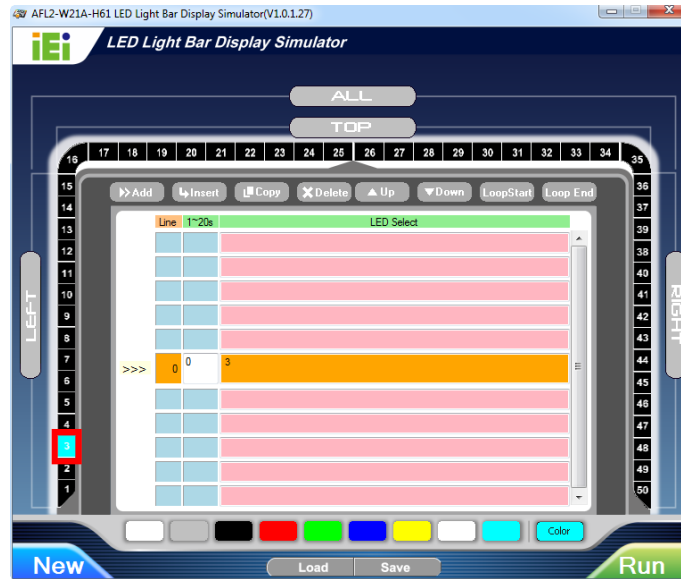 AFL2-W21A-H61 LED Light Bar Display Simulator(V1.0.1.27)
iEi LED Light Bar Display Simulator
ALL
TOP
16 17 18 19 20 21 22 23 24 25 26 27 28 29 30 31 32 33 34 35
15 Add Insert Copy Delete Up Down LoopStart Loop End 36
14 37
13 Line 1~20s LED Select 39
12 38
11 40
10 41
9 42
8 43
7 44
>>> 0 0 3
6 45
5 46
4 47
3 48
2 49
1 50
LEFT
RIGHT
Color
New Load Save Run